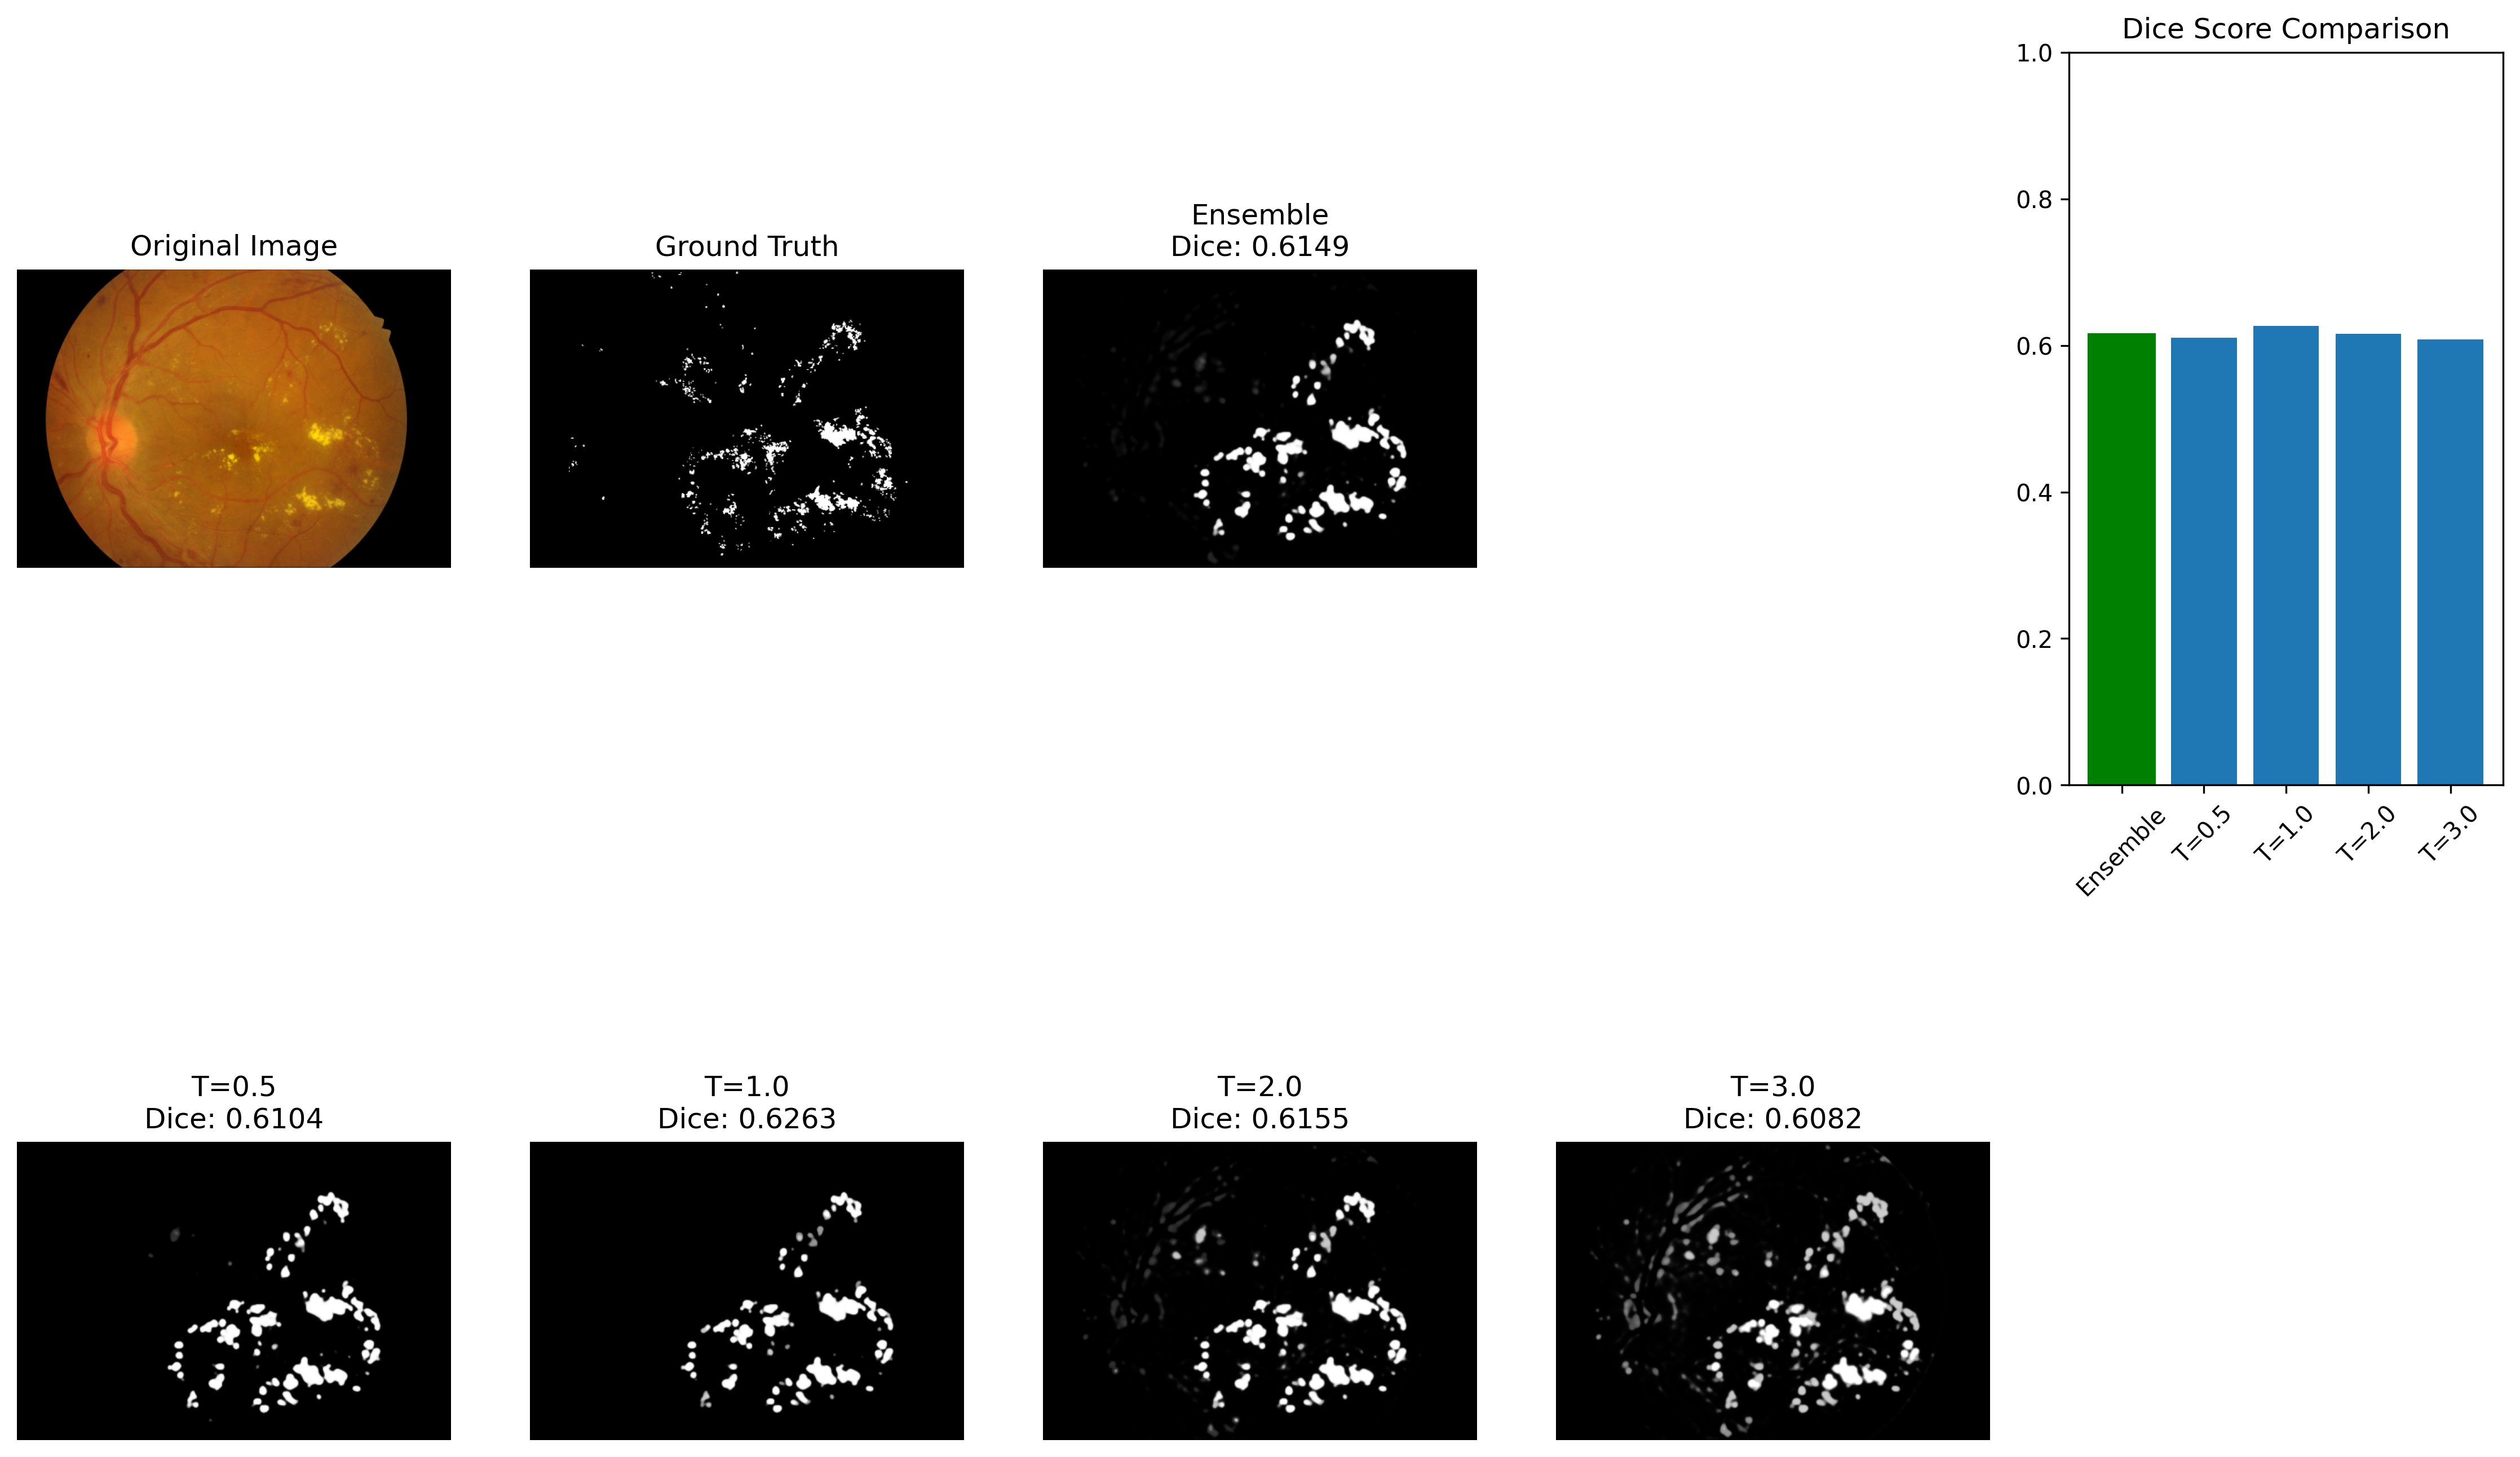 Dice Score Comparison
1.0
0.8
0.6
0.4
0.2
0.0
Ensemble
T=0.5
T=1.0
T=2.0
T=3.0
Original Image
Ground Truth
Ensemble
Dice: 0.6149
T=0.5
Dice: 0.6104
T=1.0
Dice: 0.6263
T=2.0
Dice: 0.6155
T=3.0
Dice: 0.6082